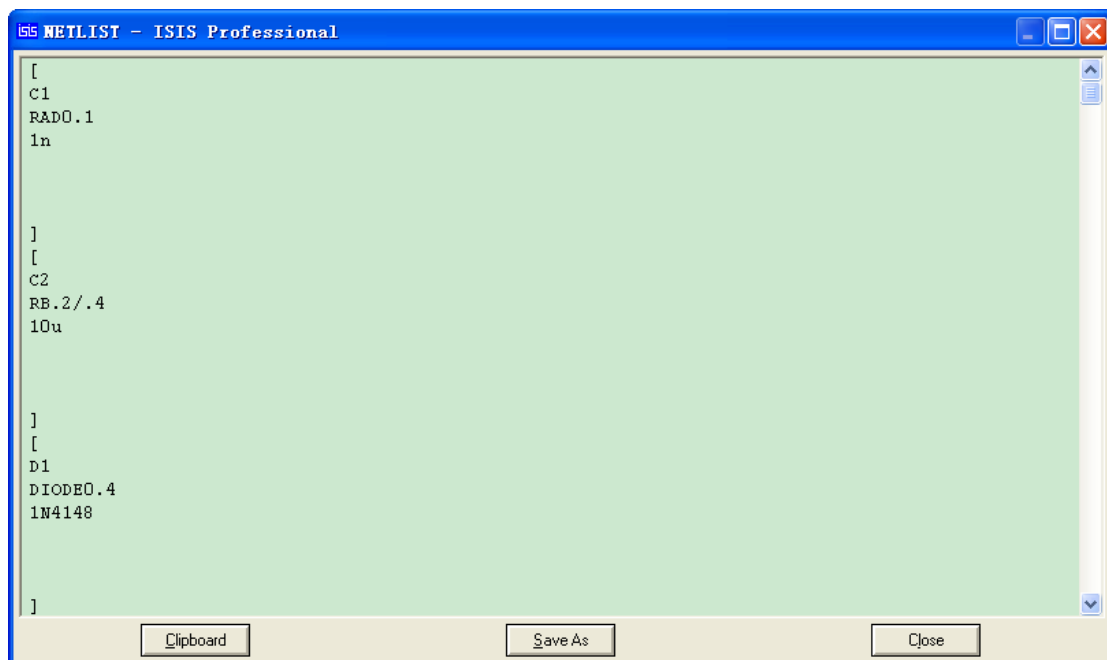 isis NETLIST - ISIS Professional
[
C1
RAD0.1
1n
]
[
C2
RB.2/.4
10u
]
[
D1
DIODE0.4
1N4148
]
Clipboard
Save As
Close